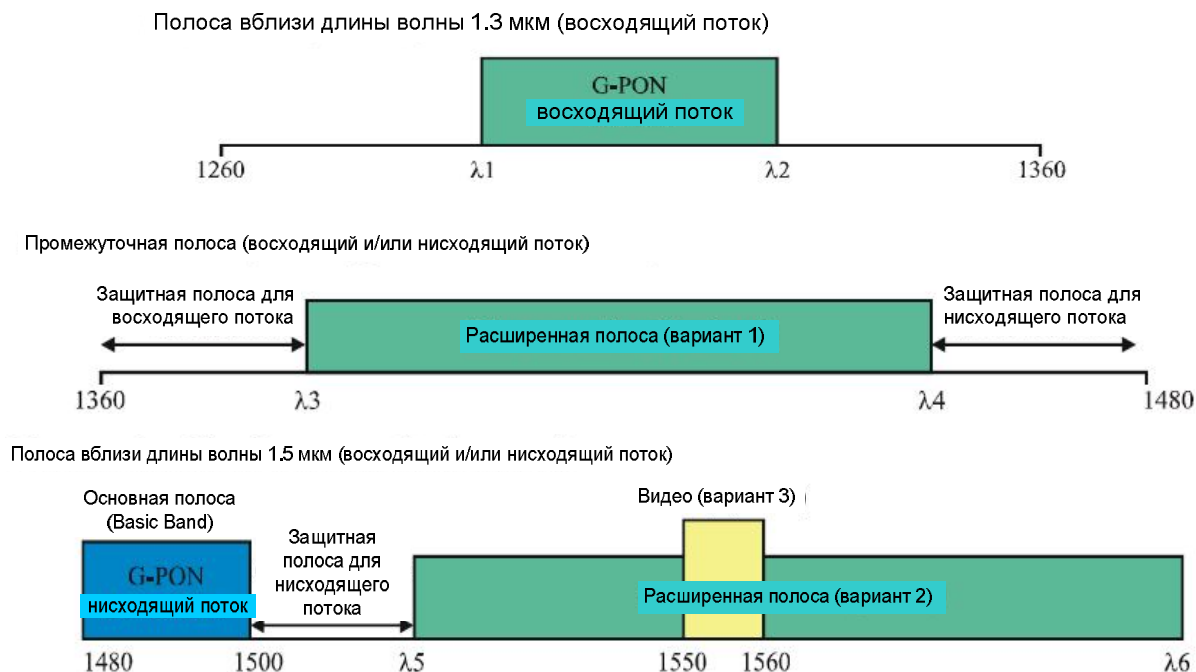 Полоса вблизи длины волны 1.3 мкм (восходящий поток)
G-PON
восходящий поток
1260 λ1 λ2 1360
Промежуточная полоса (восходящий и/или нисходящий поток)
Защитная полоса для
восходящего потока
Расширенная полоса (вариант 1)
Защитная полоса для
нисходящего потока
1360 λ3 λ4 1480
Полоса вблизи длины волны 1.5 мкм (восходящий и/или нисходящий поток)
Основная полоса
(Basic Band)
G-PON
нисходящий поток
Защитная
полоса для
нисходящего
потока
Видео (вариант 3)
Расширенная полоса (вариант 2)
1480 1500 λ5 1550 1560 λ6